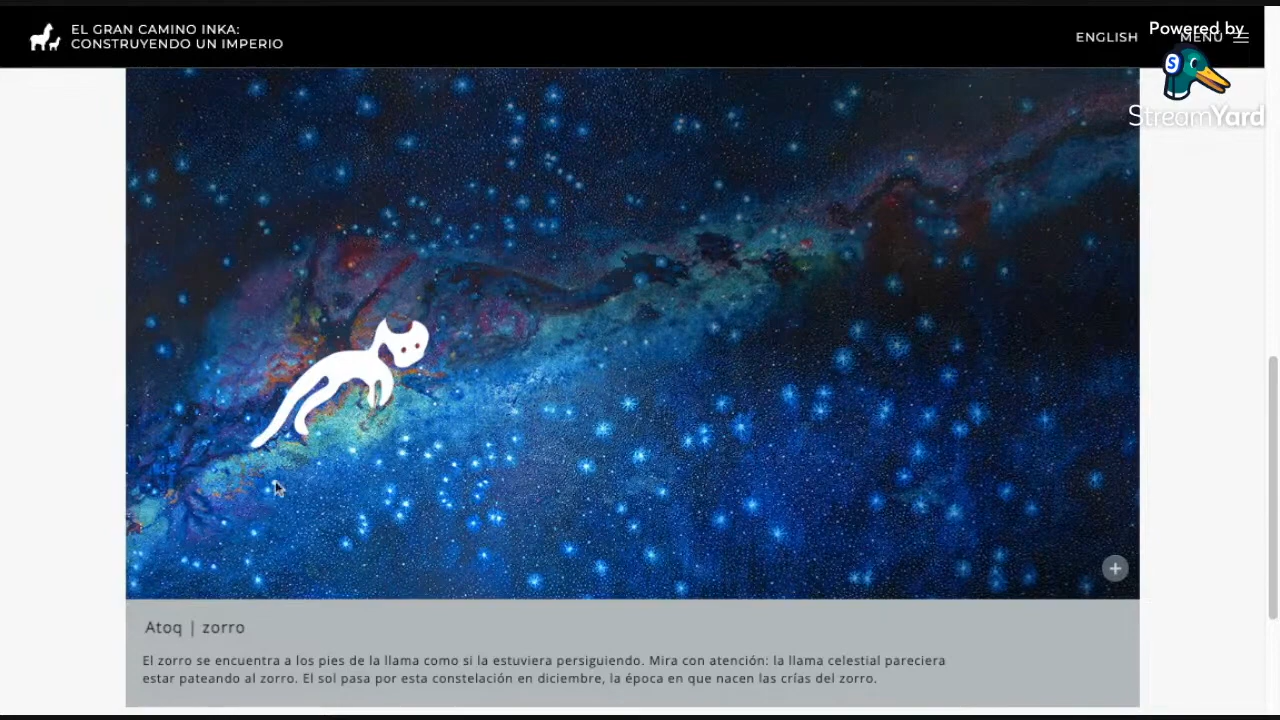 EL GRAN CAMINO INKA:
CONSTRUYENDO UN IMPERIO
ENGLISH
MENU
Powered by
S
StreamYard
Atoq | zorro
El zorro se encuentra a los pies de la llama como si la estuviera persiguiendo. Mira con atención: la llama celestial pareciera
estar pateando al zorro. El sol pasa por esta constelación en diciembre, la época en que nacen las crías del zorro.